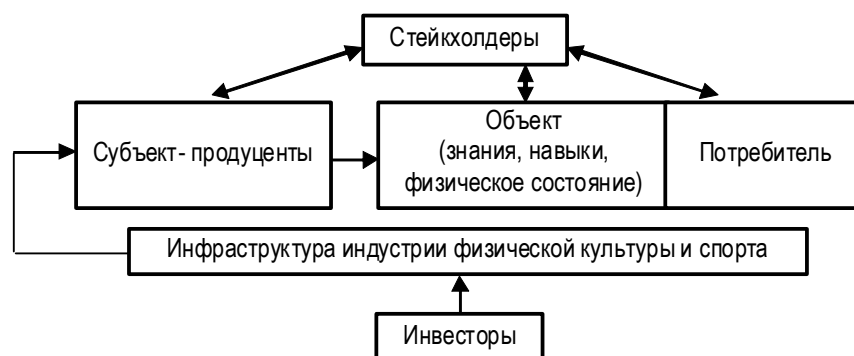 Стейкхолдеры
Субъект- продуценты
Объект
(знания, навыки,
физическое состояние)
Потребитель
Инфраструктура индустрии физической культуры и спорта
Инвесторы